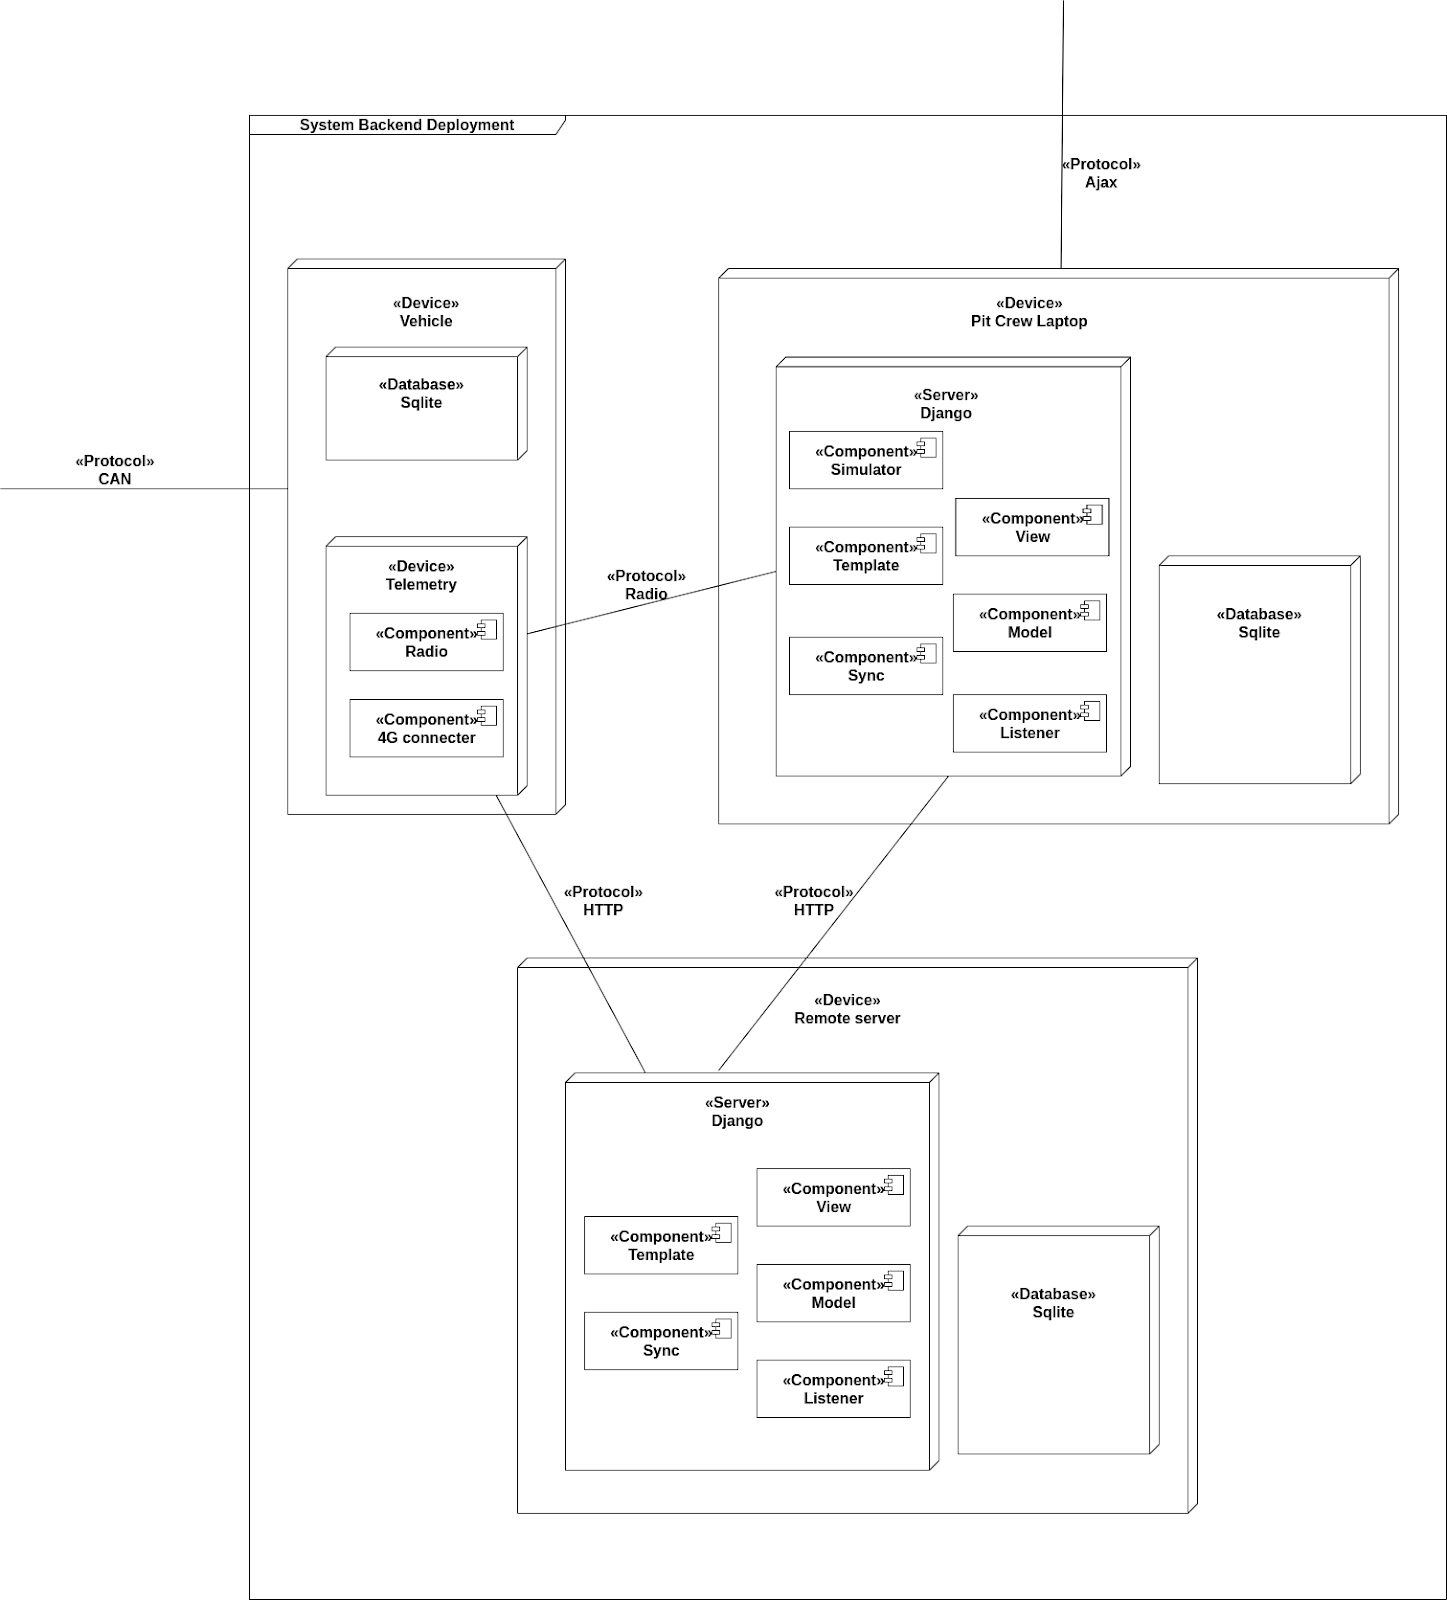 System Backend Deployment
«Protocol»
Ajax
«Device»
Vehicle
«Database»
Sqlite
«Protocol»
CAN
«Device»
Telemetry
«Component»
Radio
«Component»
4G connecter
«Protocol»
Radio
«Device»
Pit Crew Laptop
«Server»
Django
«Component»
Simulator
«Component»
View
«Component»
Template
«Component»
Model
«Component»
Sync
«Component»
Listener
«Database»
Sqlite
«Protocol»
HTTP
«Protocol»
HTTP
«Device»
Remote server
«Server»
Django
«Component»
View
«Component»
Template
«Component»
Model
«Component»
Sync
«Component»
Listener
«Database»
Sqlite